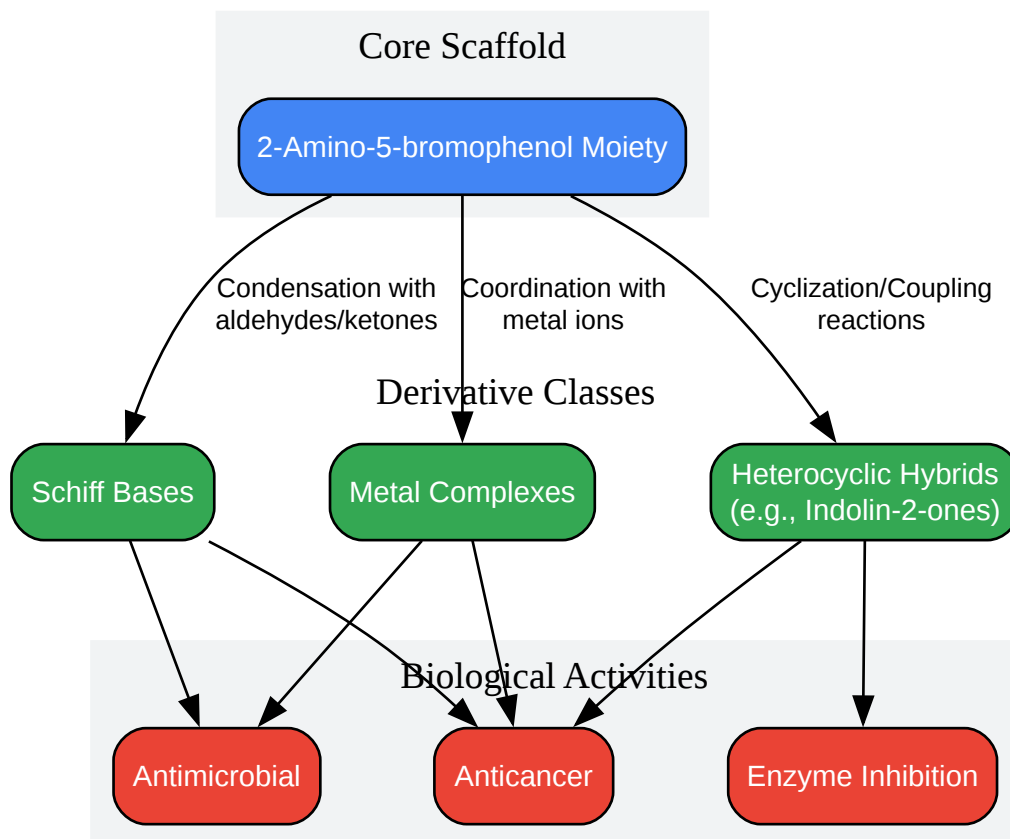 Core Scaffold
2-Amino-5-bromophenol Moiety
Condensation with
aldehydes/ketones
Coordination with
metal ions
Cyclization/Coupling
reactions
Derivative Classes
Schiff Bases
Metal Complexes
Heterocyclic Hybrids
(e.g., Indolin-2-ones)
Biological Activities
Antimicrobial
Anticancer
Enzyme Inhibition